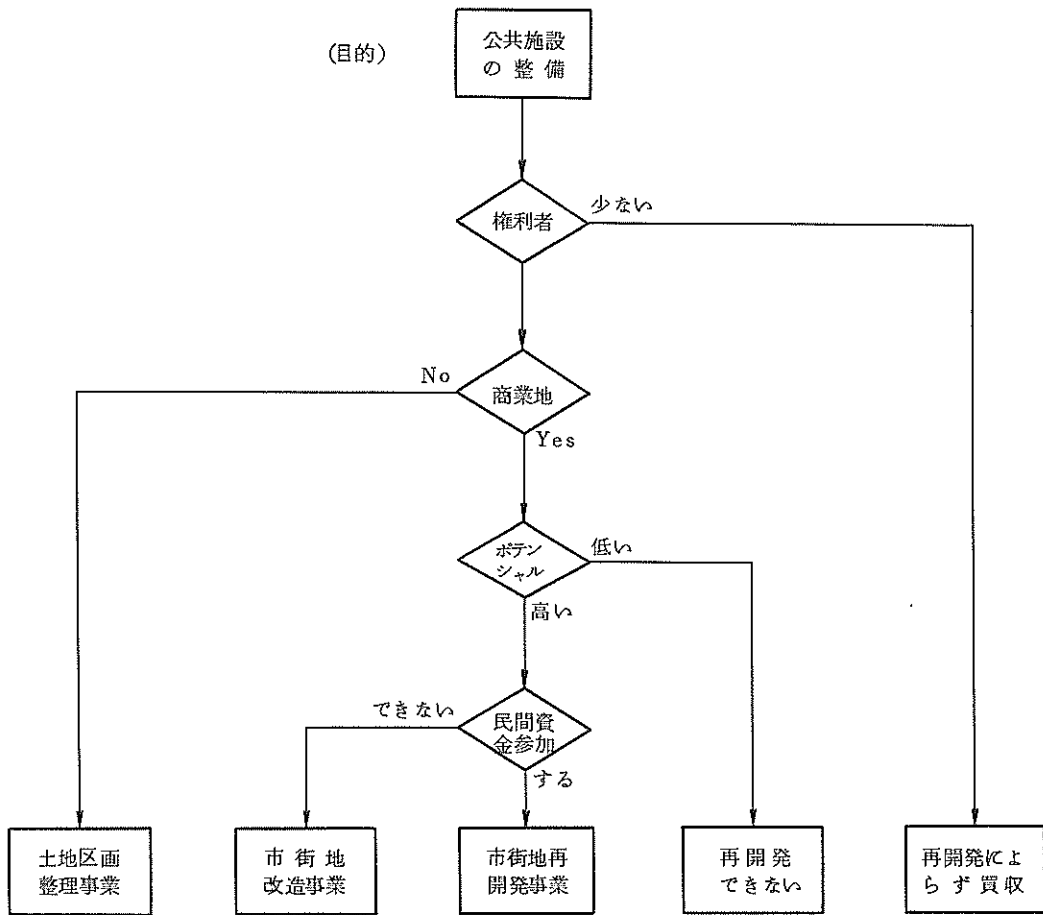 (目的)
公共施設
の整備
権利者
少ない
No
商業地
Yes
ポテン
シャル
低い
高い
できない
民間資
金参加
する
土地区画
整理事業
市街地
改造事業
市街地再
開発事業
再開発
できない
再開発によ
らず買収